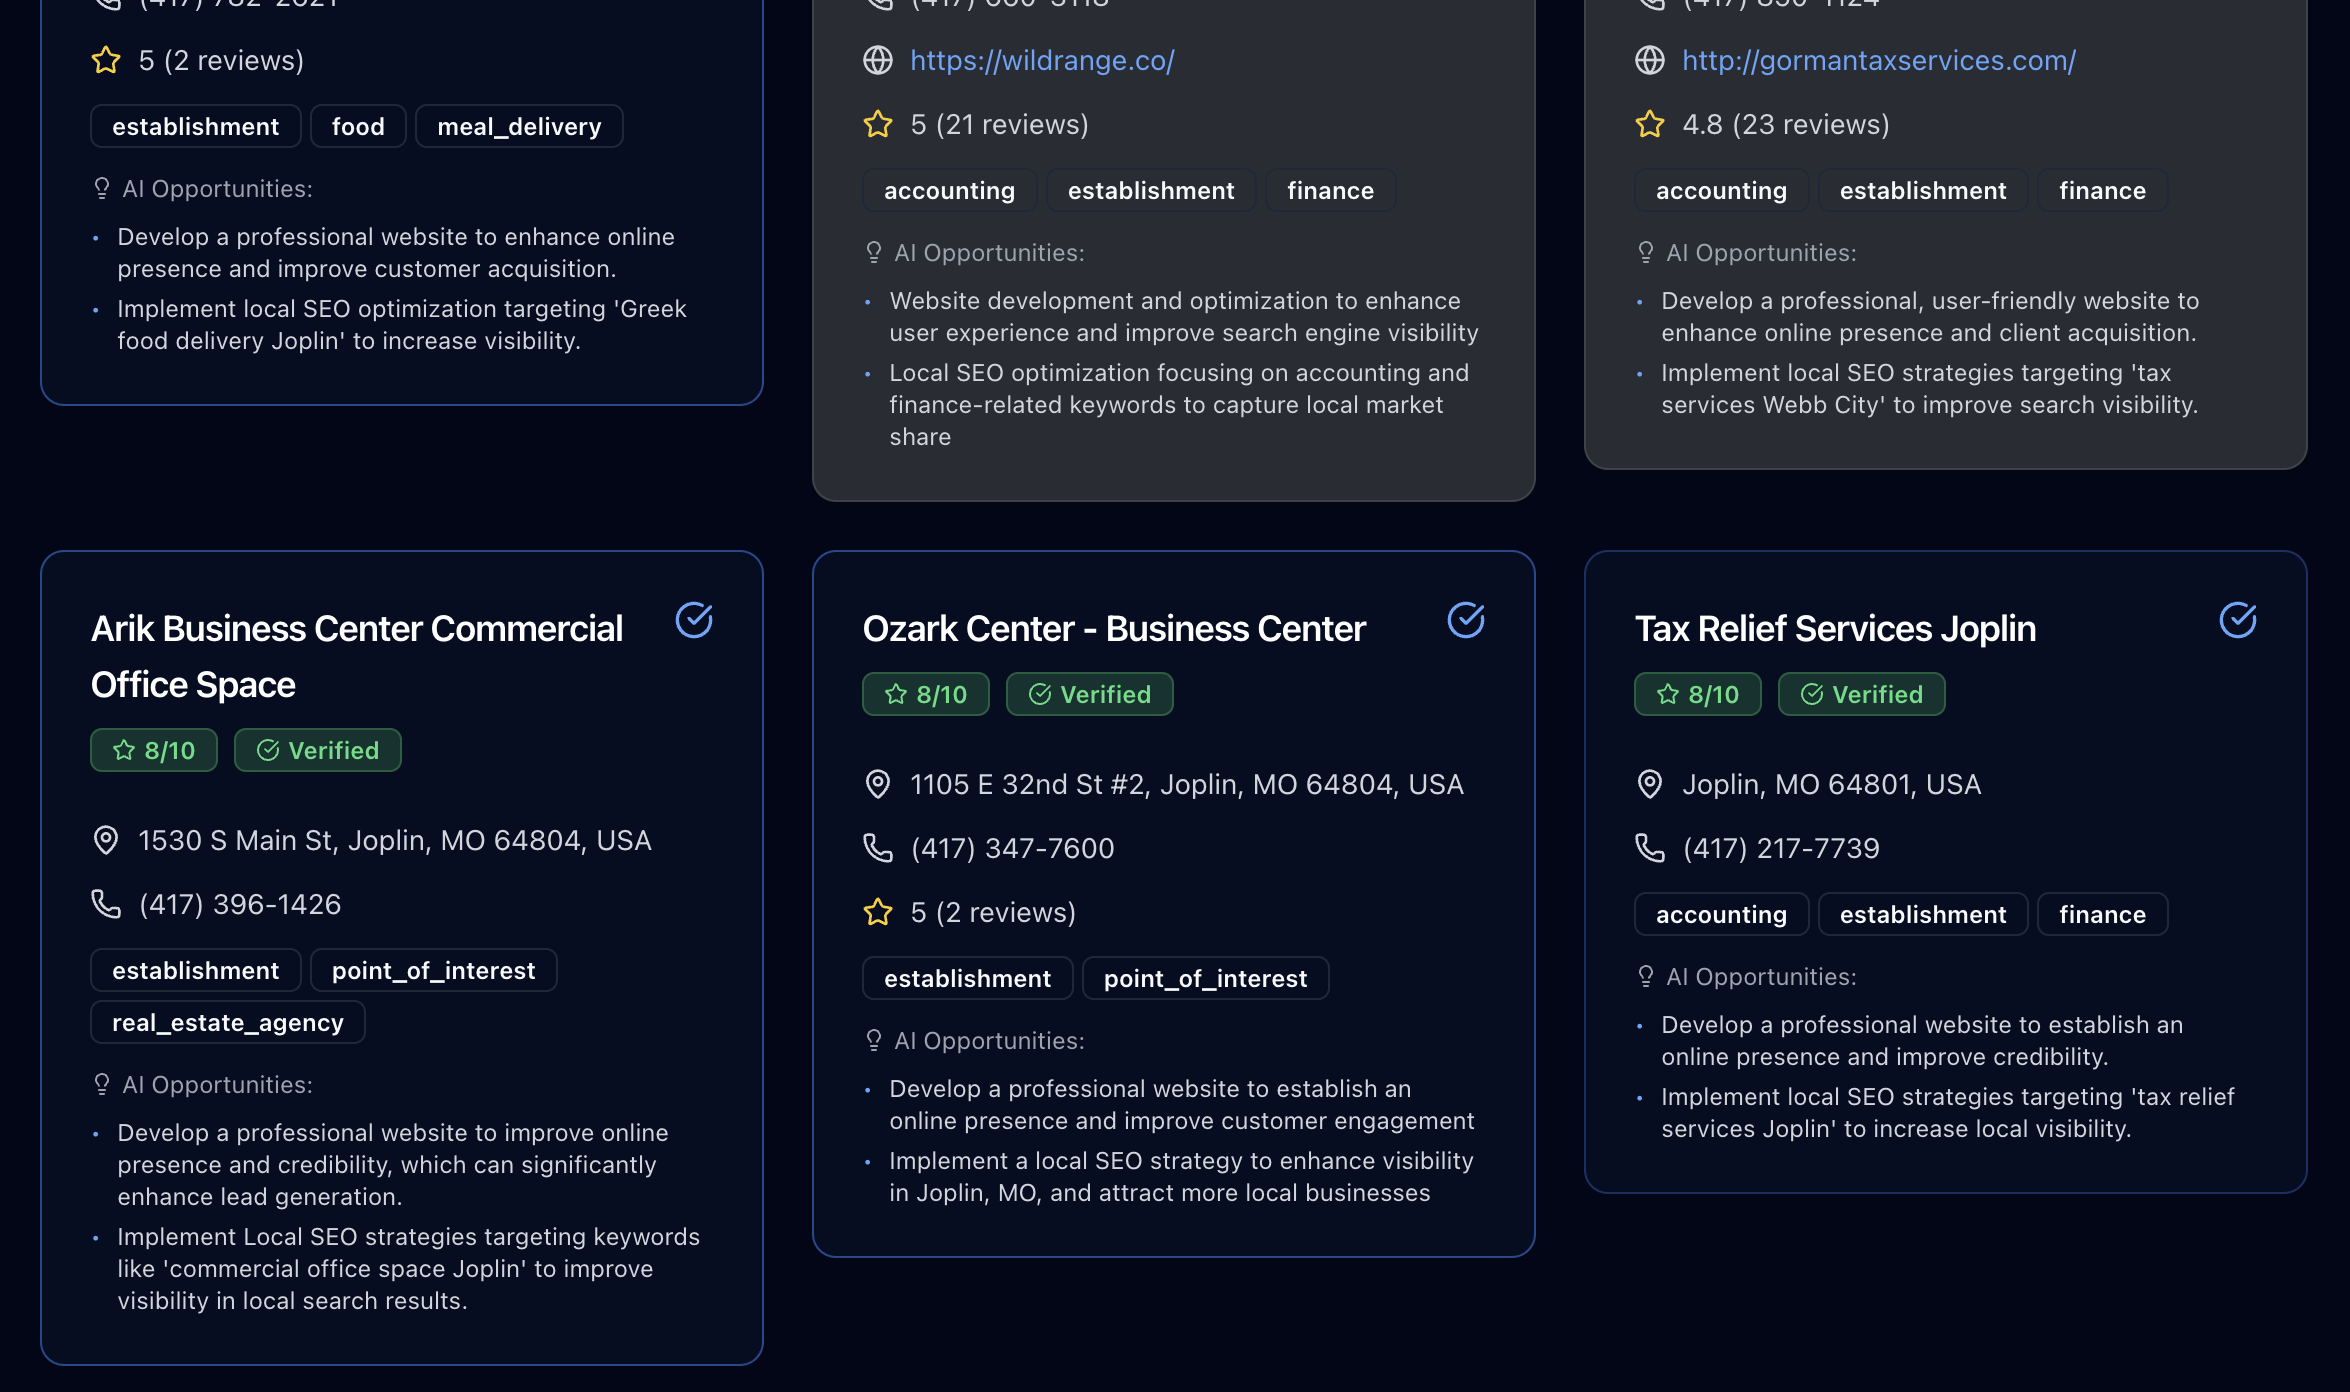 5 (2 reviews)
establishment food meal_delivery
AI Opportunities:
• Develop a professional website to enhance online
presence and improve customer acquisition.
• Implement local SEO optimization targeting 'Greek
food delivery Joplin' to increase visibility.
https://wildrange.co/
5 (21 reviews)
accounting establishment finance
AI Opportunities:
• Website development and optimization to enhance
user experience and improve search engine visibility
• Local SEO optimization focusing on accounting and
finance-related keywords to capture local market
share
http://gormantaxservices.com/
4.8 (23 reviews)
accounting establishment finance
AI Opportunities:
• Develop a professional, user-friendly website to
enhance online presence and client acquisition.
• Implement local SEO strategies targeting 'tax
services Webb City' to improve search visibility.
Arik Business Center Commercial
Office Space
8/10 Verified
1530 S Main St, Joplin, MO 64804, USA
(417) 396-1426
establishment point_of_interest
real_estate_agency
AI Opportunities:
• Develop a professional website to improve online
presence and credibility, which can significantly
enhance lead generation.
• Implement Local SEO strategies targeting keywords
like 'commercial office space Joplin' to improve
visibility in local search results.
Ozark Center - Business Center
8/10 Verified
1105 E 32nd St #2, Joplin, MO 64804, USA
(417) 347-7600
5 (2 reviews)
establishment point_of_interest
AI Opportunities:
• Develop a professional website to establish an
online presence and improve customer engagement
• Implement a local SEO strategy to enhance visibility
in Joplin, MO, and attract more local businesses
Tax Relief Services Joplin
8/10 Verified
Joplin, MO 64801, USA
(417) 217-7739
accounting establishment finance
AI Opportunities:
• Develop a professional website to establish an
online presence and improve credibility.
• Implement local SEO strategies targeting 'tax relief
services Joplin' to increase local visibility.